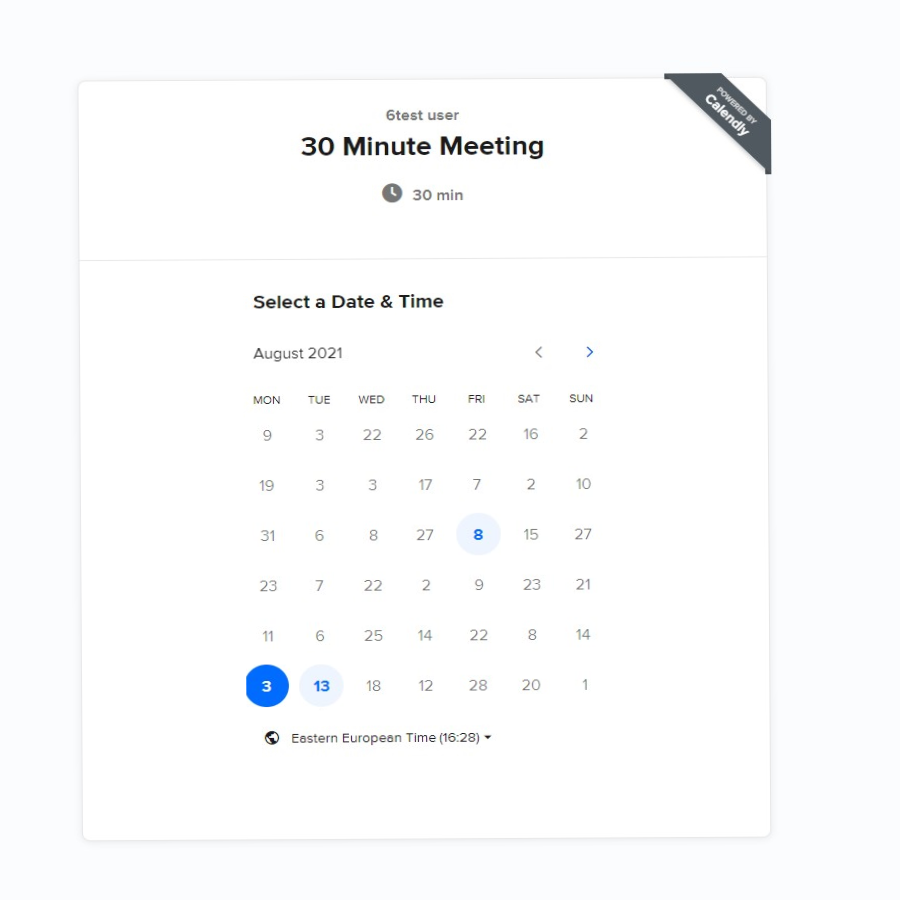 POWERED BY
Calendly
6test user
30 Minute Meeting
30 min
Select a Date & Time
August 2021
MON TUE WED THU FRI SAT SUN
9 3 22 26 22 16 2
19 3 3 17 7 2 10
31 6 8 27 8 15 27
23 7 22 2 9 23 21
11 6 25 14 22 8 14
3 13 18 12 28 20 1
Eastern European Time (16:28)